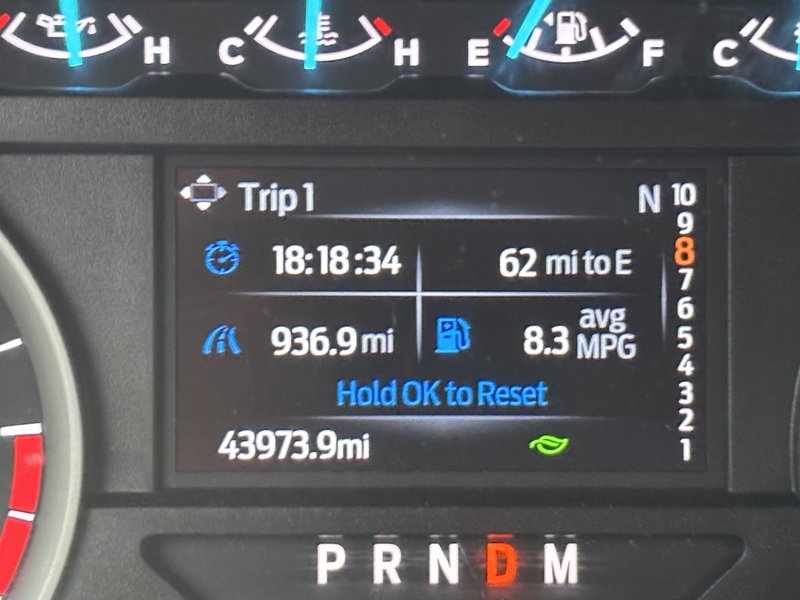 H C H E F C
Trip 1 N 10
9
18:18:34 62 mi to E 8
7
6
936.9 mi 8.3 avg MPG 5
4
Hold OK to Reset 3
2
43973.9mi 1
P R N D M